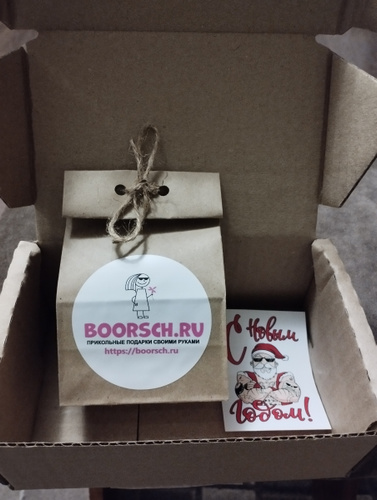 BOORSCH.RU
ПРИКОЛЬНЫЕ ПОДАРКИ СВОИМИ РУКАМИ
https://boorsch.ru
С Новым
Годом!